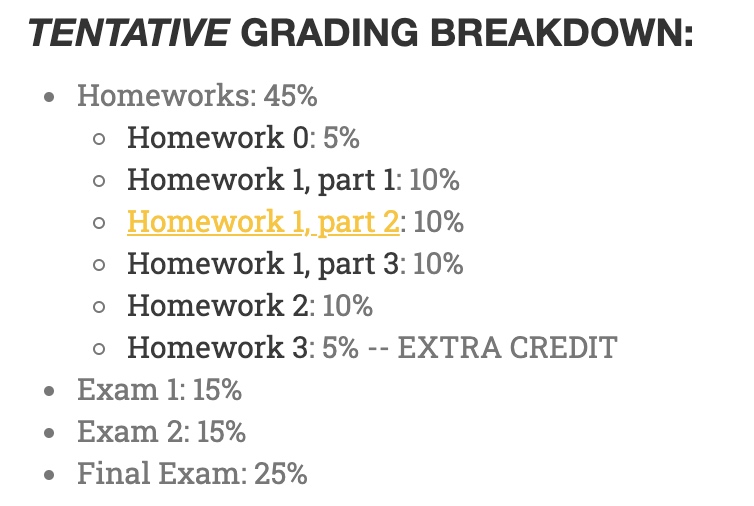 TENTATIVE GRADING BREAKDOWN:
Homeworks: 45%
Homework 0: 5%
Homework 1, part 1: 10%
Homework 1, part 2: 10%
Homework 1, part 3: 10%
Homework 2: 10%
Homework 3: 5% -- EXTRA CREDIT
Exam 1: 15%
Exam 2: 15%
Final Exam: 25%